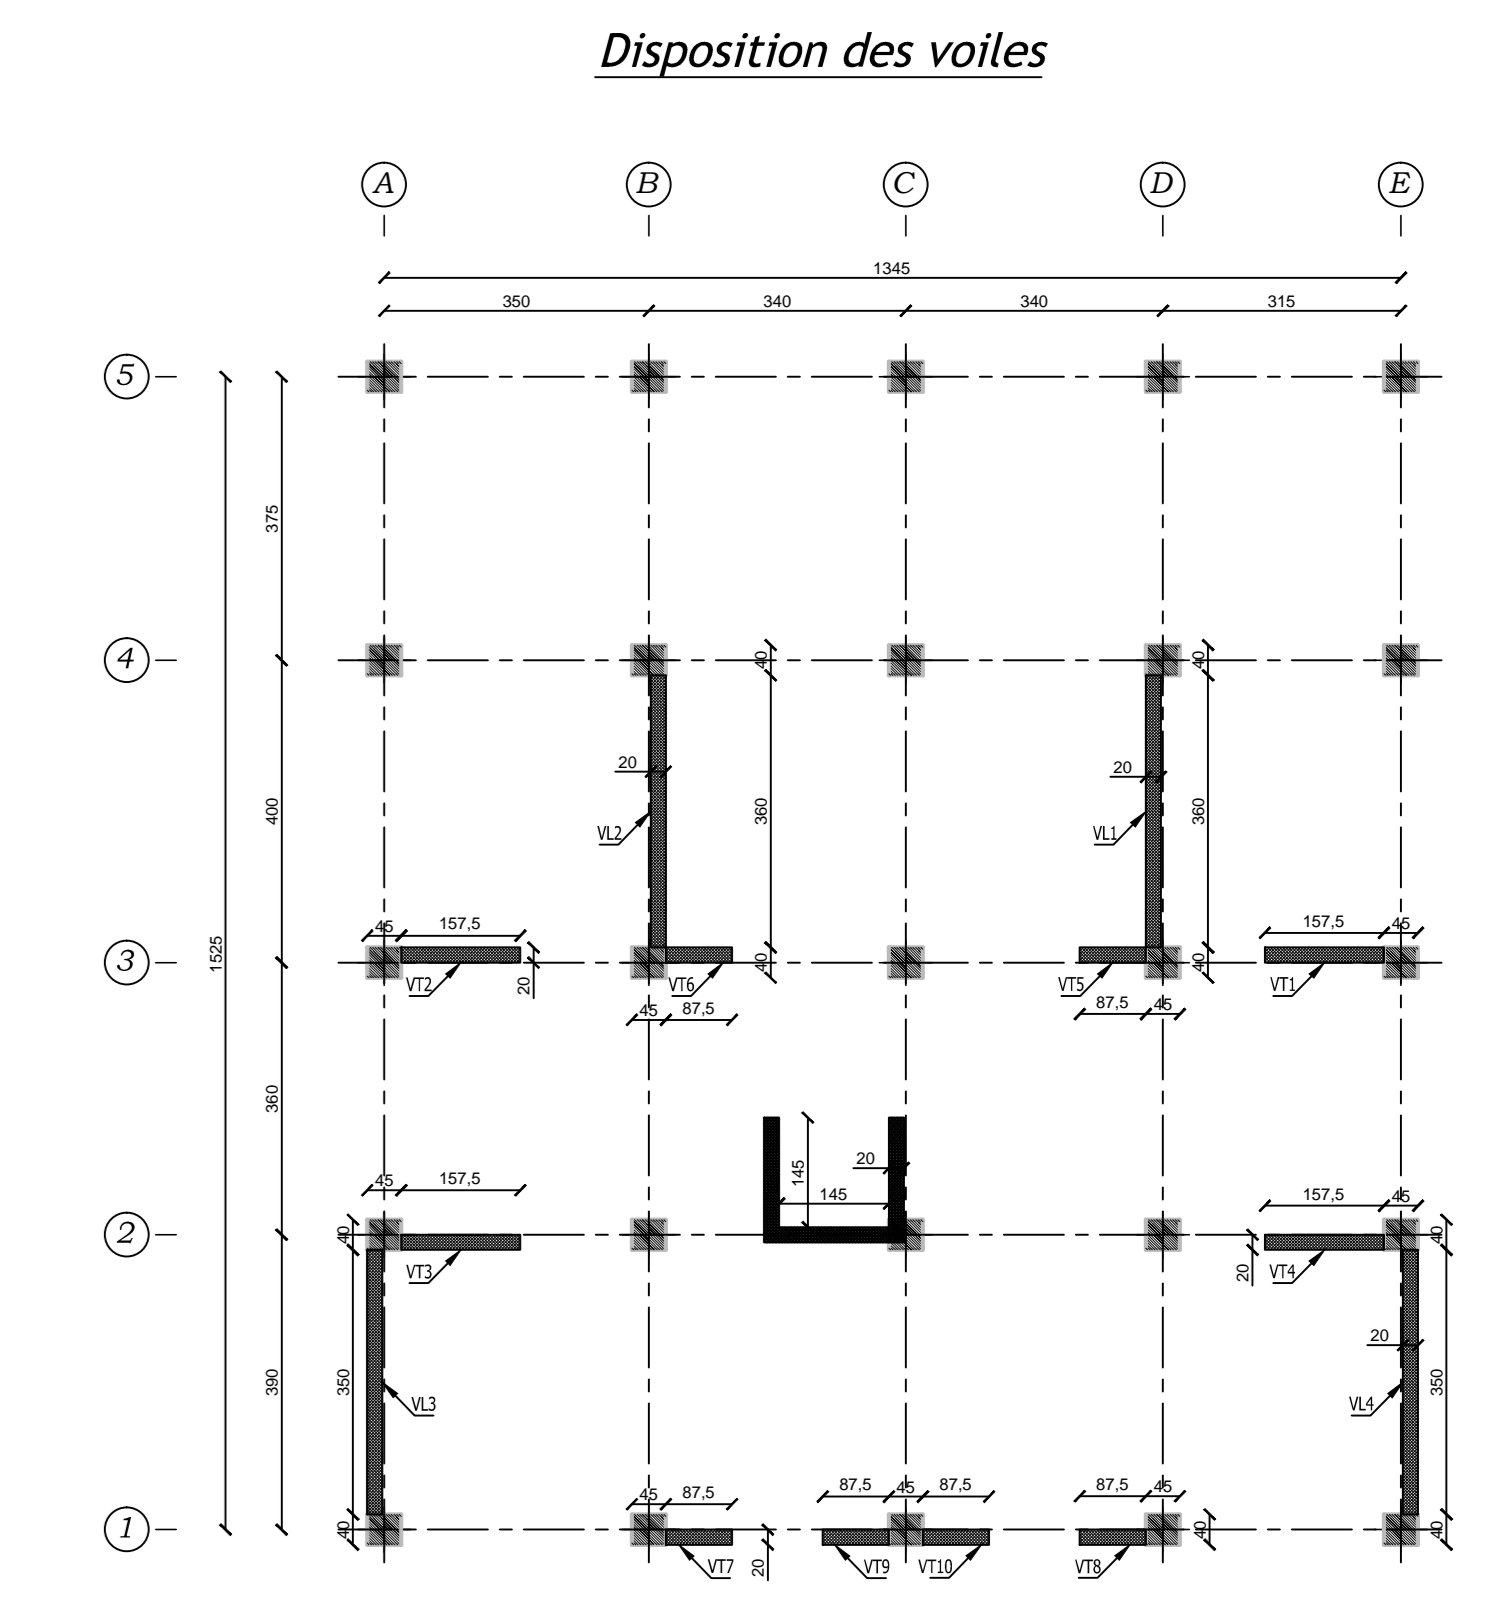 Disposition des voiles
A B C D E
1345
350 340 340 315
5
375
4
40 40
400
20 20
360 360
VL2 VL1
1525
45 157,5 157,5 45
3
40 40
VT2 20 VT6 VT5 VT1
45 87,5 87,5 45
360
145 20
145
45 157,5 157,5 45
2
40 40
VT3 VT4
20
20
390
350 350
VL3 VL4
45 87,5 87,5 45 87,5 87,5 45
1
40 40 40
VT7 20 VT9 VT10 VT8